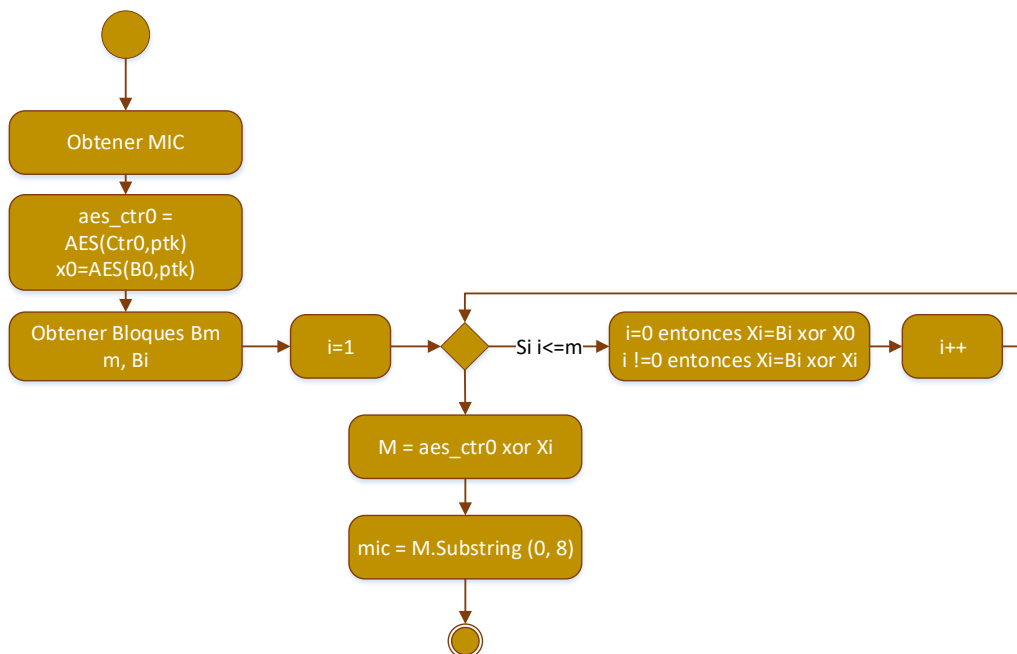 Obtener MIC
aes_ctr0 =
AES(Ctr0,ptk)
x0=AES(B0,ptk)
Obtener Bloques Bm
m, Bi
i=1
Si i<=m
i=0 entonces Xi=Bi xor X0
i !=0 entonces Xi=Bi xor Xi
i++
M = aes_ctr0 xor Xi
mic = M.Substring (0, 8)